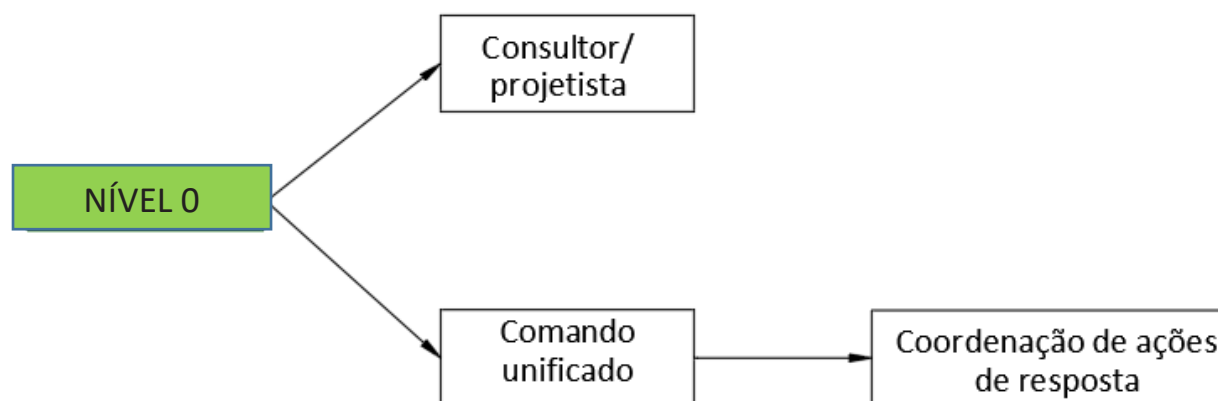 Consultor/
projetista
NÍVEL 0
Comando
unificado
Coordenação de ações
de resposta